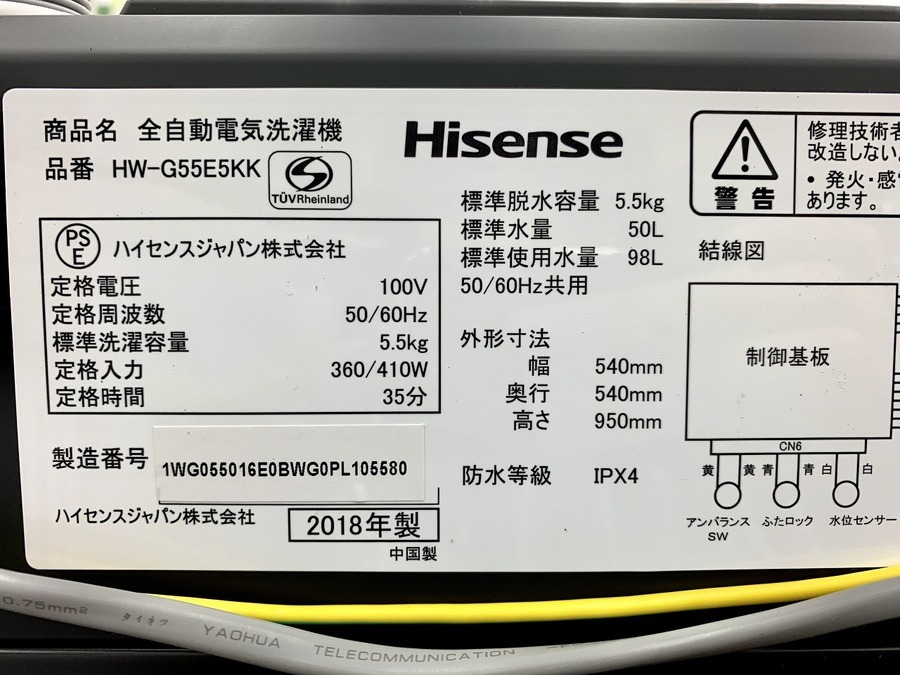 商品名 全自動電気洗濯機
品番 HW-G55E5KK
TÜVRheinland
Hisense
PS
E
ハイセンスジャパン株式会社
定格電圧 100V
定格周波数 50/60Hz
標準洗濯容量 5.5kg
定格入力 360/410W
定格時間 35分
製造番号 1WG055016E0BWG0PL105580
ハイセンスジャパン株式会社
2018年製
中国製
標準脱水容量 5.5kg
標準水量 50L
標準使用水量 98L
50/60Hz共用
外形寸法
幅 540mm
奥行 540mm
高さ 950mm
防水等級 IPX4
警告
修理技術者
改造しない。
・発火・感
あります。
結線図
制御基板
CN6
黄 黄 青 青 白 白
アンバランス
SW
ふたロック
水位センサー
0.75mm²
タイネツ
YAOHUA
TELECOMMUNICATION